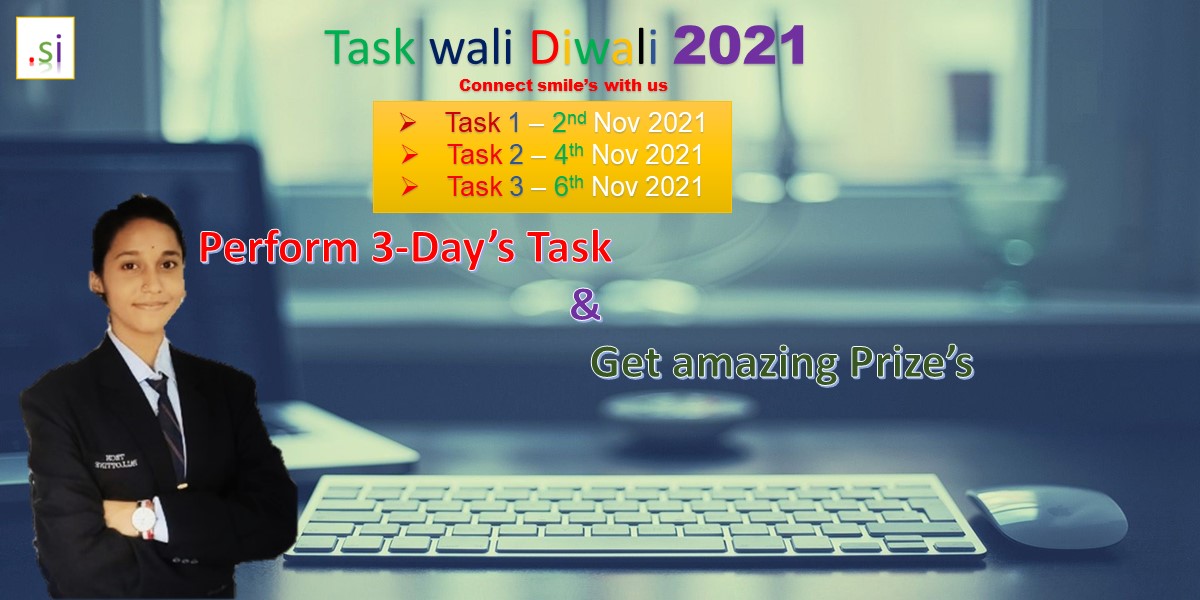 .si
Task wali Diwali 2021
Connect smile's with us
➢ Task 1 – 2nd Nov 2021
➢ Task 2 – 4th Nov 2021
➢ Task 3 – 6th Nov 2021
Perform 3-Day's Task
&
Get amazing Prize's